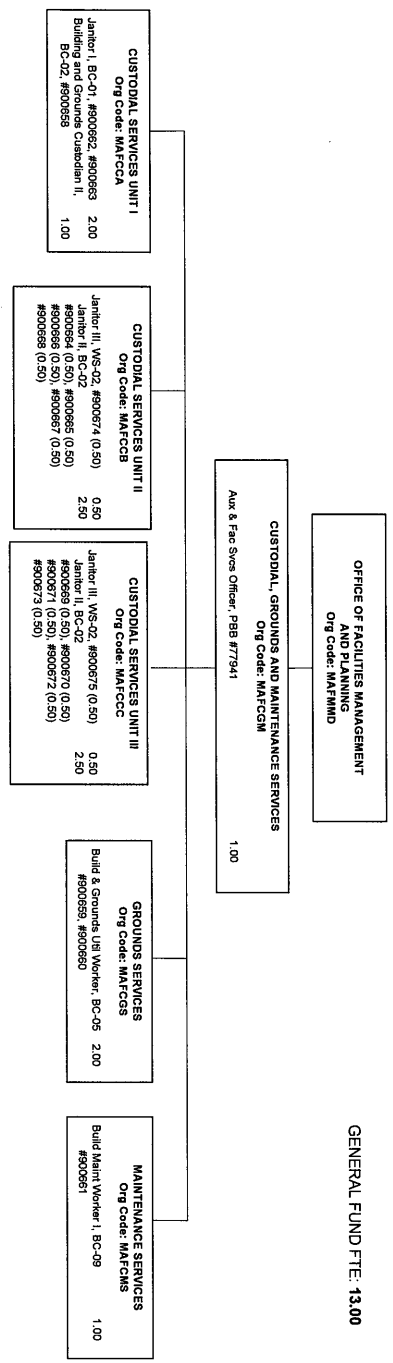 GENERAL FUND FTE: 13.00
OFFICE OF FACILITIES MANAGEMENT
AND PLANNING
Org Code: MAFMMD
CUSTODIAL, GROUNDS AND MAINTENANCE SERVICES
Org Code: MAFCGM
Aux & Fac Svcs Officer, PBB #77941 1.00
CUSTODIAL SERVICES UNIT I
Org Code: MAFCCA
Janitor I, BC-01, #900662, #900663 2.00
Building and Grounds Custodian II,
BC-02, #900658 1.00
CUSTODIAL SERVICES UNIT II
Org Code: MAFCCB
Janitor III, WS-02, #900674 (0.50) 0.50
Janitor II, BC-02 2.50
#900664 (0.50), #900665 (0.50)
#900666 (0.50), #900667 (0.50)
#900668 (0.50)
CUSTODIAL SERVICES UNIT III
Org Code: MAFCCC
Janitor III, WS-02, #900675 (0.50) 0.50
Janitor II, BC-02 2.50
#900669 (0.50), #900670 (0.50)
#900671 (0.50), #900672 (0.50)
#900673 (0.50)
GROUNDS SERVICES
Org Code: MAFCGS
Build & Grounds Util Worker, BC-05 2.00
#900659, #900660
MAINTENANCE SERVICES
Org Code: MAFCMS
Build Maint Worker I, BC-09 1.00
#900661